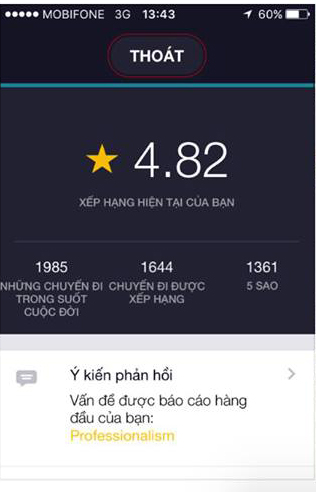 MOBIFONE 3G 13:43 60%
THOÁT
4.82
XẾP HẠNG HIỆN TẠI CỦA BẠN
1985 1644 1361
NHỮNG CHUYẾN ĐI CHUYẾN ĐI ĐƯỢC 5 SAO
TRONG SUỐT XẾP HẠNG
CUỘC ĐỜI
Ý kiến phản hồi
Vấn đề được báo cáo hàng
đầu của bạn:
Professionalism